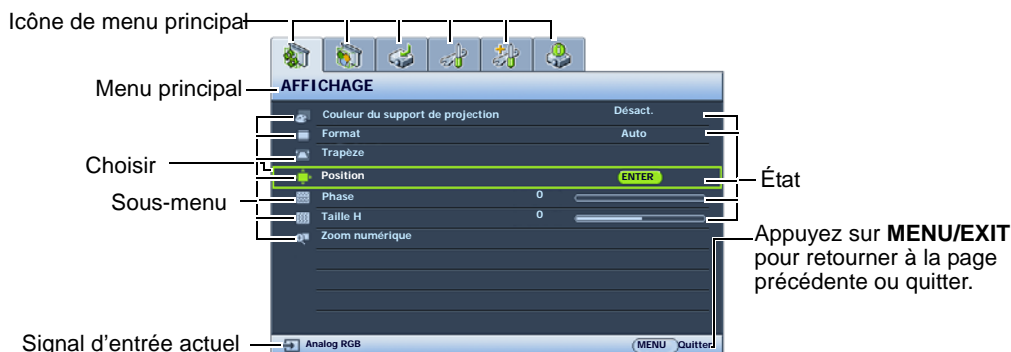 Icône de menu principal
Menu principal
AFFICHAGE
Couleur du support de projection Désact.
Format Auto
Trapèze
Choisir
Position ENTER
État
Sous-menu
Phase 0
Taille H 0
Zoom numérique
Appuyez sur MENU/EXIT
pour retourner à la page
précédente ou quitter.
Signal d'entrée actuel
Analog RGB
MENU Quitter